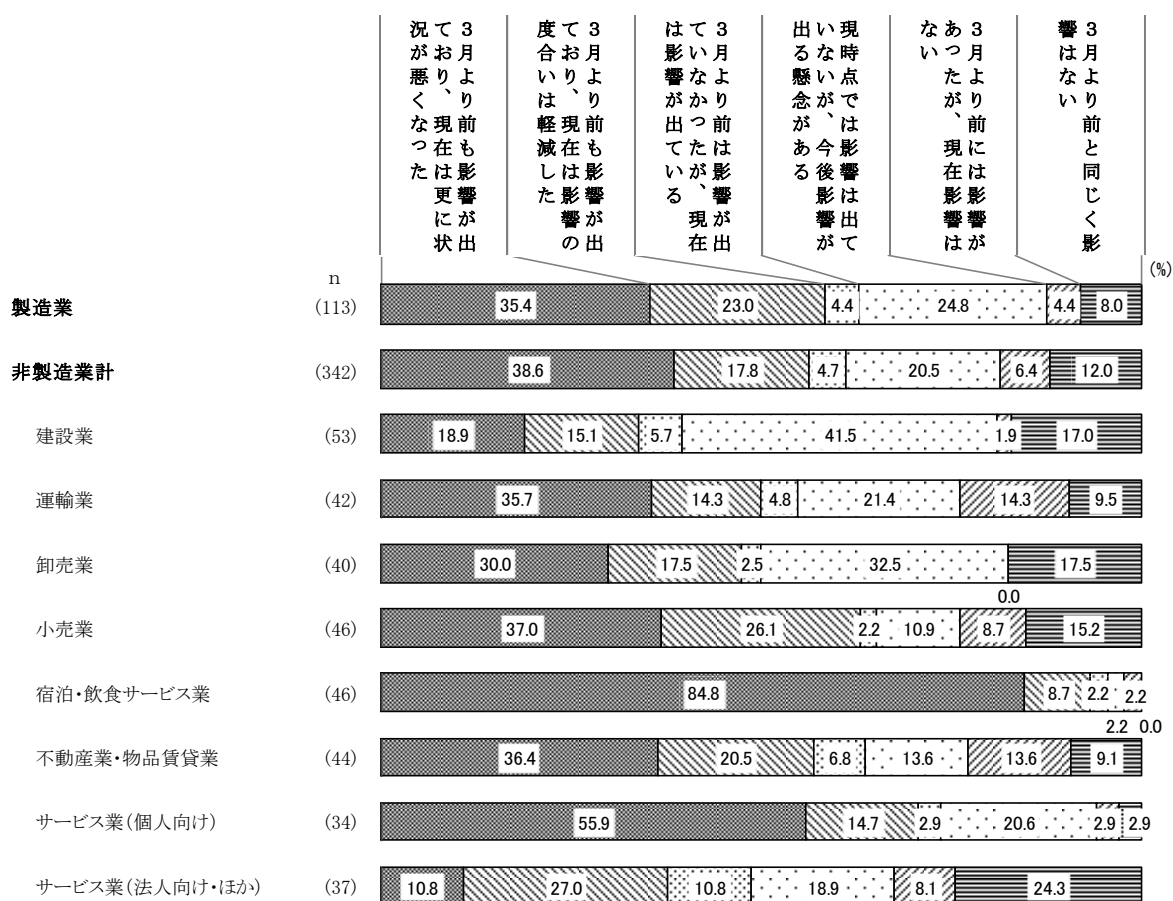 3月より前も影響が出
ており、現在は更に状
況が悪くなった
3月より前も影響が出
ており、現在は影響の
度合いは軽減した
3月より前は影響が出
ていなかったが、現在
は影響が出ている
現時点では影響は出て
いないが、今後影響が
出る懸念がある
3月より前には影響が
あったが、現在影響は
ない
3月より前と同じく影
響はない
n
(%)
製造業 (113) 35.4 23.0 4.4 24.8 4.4 8.0
非製造業計 (342) 38.6 17.8 4.7 20.5 6.4 12.0
建設業 (53) 18.9 15.1 5.7 41.5 1.9 17.0
運輸業 (42) 35.7 14.3 4.8 21.4 14.3 9.5
卸売業 (40) 30.0 17.5 2.5 32.5 17.5
0.0
小売業 (46) 37.0 26.1 2.2 10.9 8.7 15.2
宿泊・飲食サービス業 (46) 84.8 8.7 2.2 2.2
2.2 0.0
不動産業・物品賃貸業 (44) 36.4 20.5 6.8 13.6 13.6 9.1
サービス業(個人向け) (34) 55.9 14.7 2.9 20.6 2.9 2.9
サービス業(法人向け・ほか) (37) 10.8 27.0 10.8 18.9 8.1 24.3